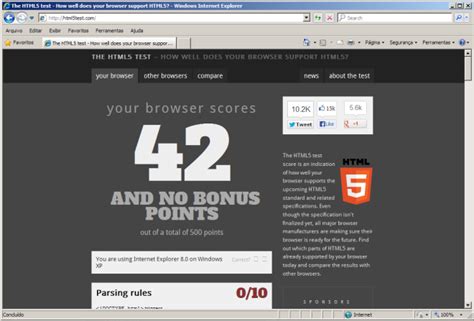 The HTML5 test - How well does your browser support HTML5? - Windows Internet Explorer
http://html5test.com/
Bing
Arquivo Editar Exibir Favoritos Ferramentas Ajuda
Favoritos
The HTML5 test - How well does your browser suppor...
Página Segurança Ferramentas
THE HTML5 TEST – HOW WELL DOES YOUR BROWSER SUPPORT HTML5?
your browser other browsers compare news about the test
your browser scores
42
AND NO BONUS
POINTS
out of a total of 500 points
10.2K 15k 5.6k
Tweet Like
The HTML5 test
score is an indication
of how well your
browser supports the
upcoming HTML5
standard and related
specifications. Even
though the specification
isn't finalized yet, all major browser
manufacturers are making sure their
browser is ready for the future. Find
out which parts of HTML5 are
already supported by your browser
today and compare the results with
other browsers.
HTML
5
You are using Internet Explorer 8.0 on Windows
XP
Correct?
Parsing rules 0/10
<!DOCTYPE html>
SPONSORS
Concluído
Internet
100%